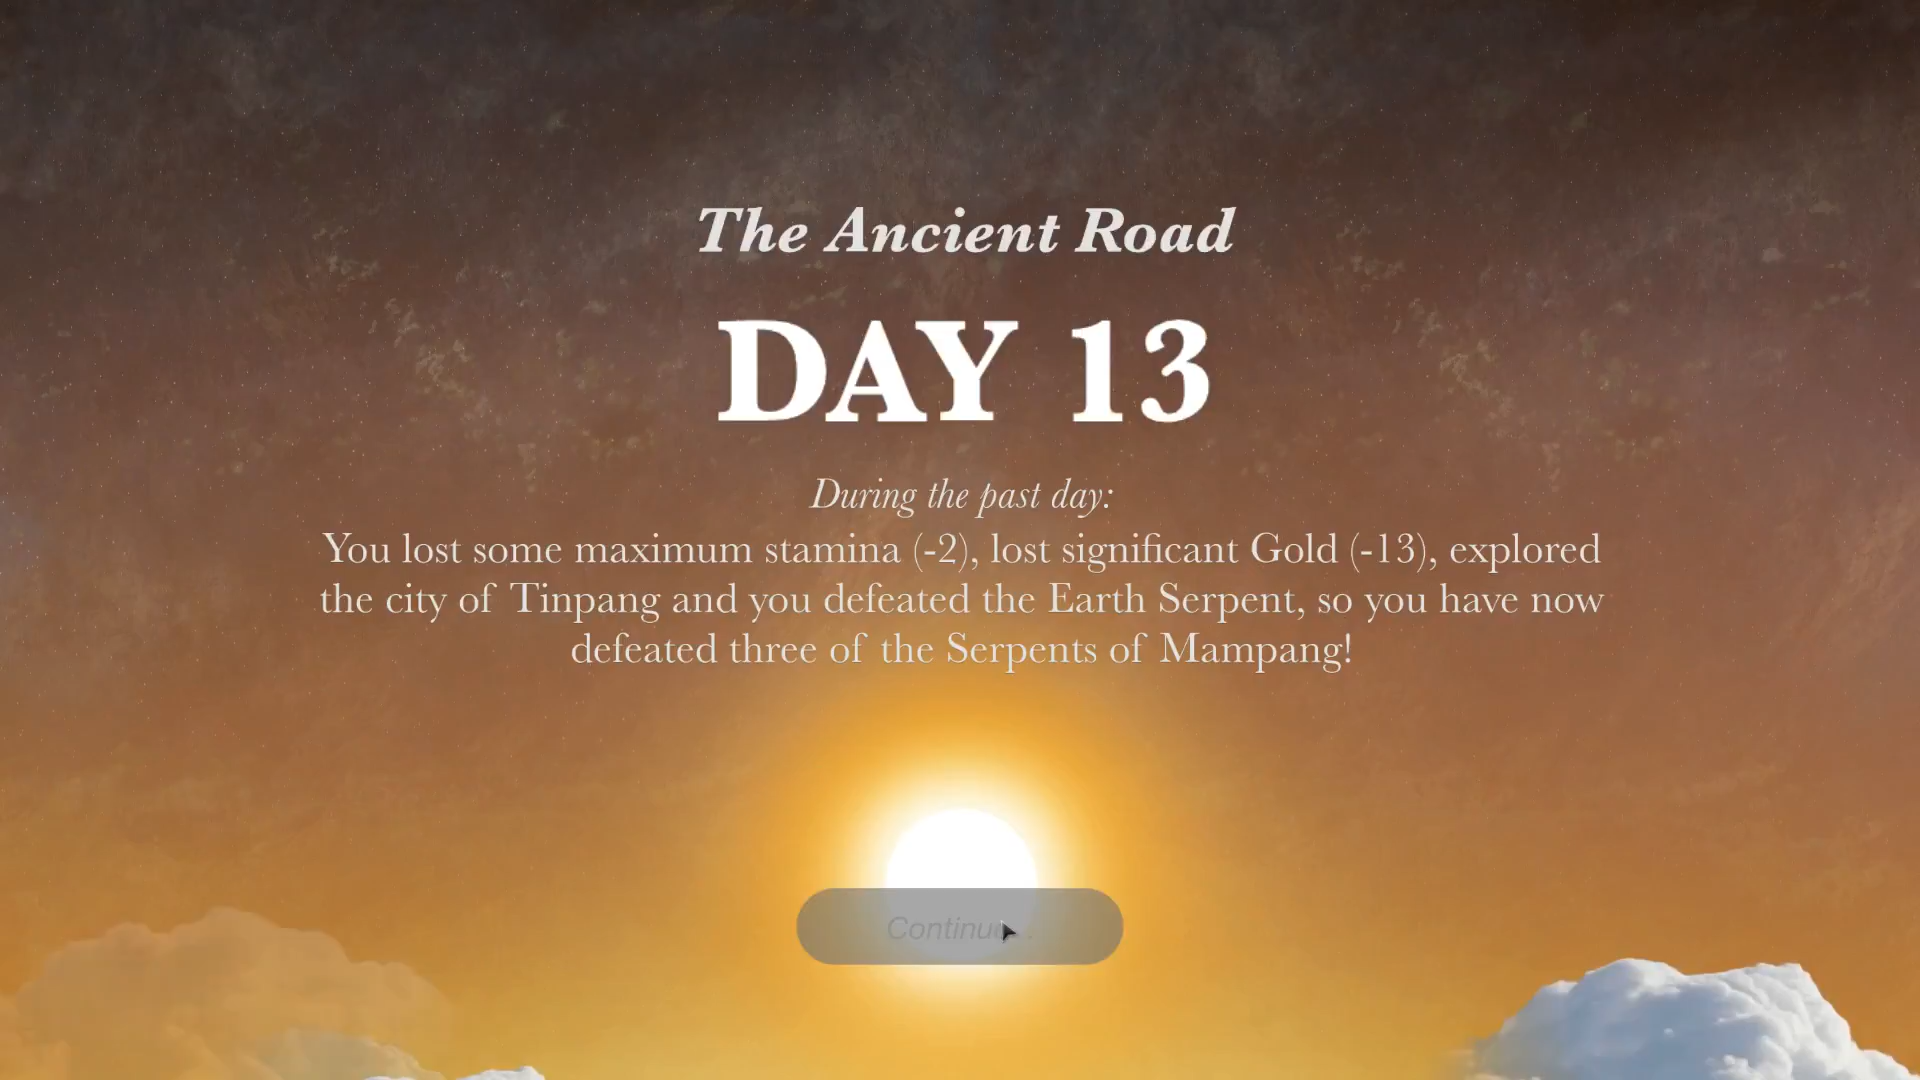 The Ancient Road
DAY 13
During the past day:
You lost some maximum stamina (-2), lost significant Gold (-13), explored
the city of Tinpang and you defeated the Earth Serpent, so you have now
defeated three of the Serpents of Mampang!
Continue...